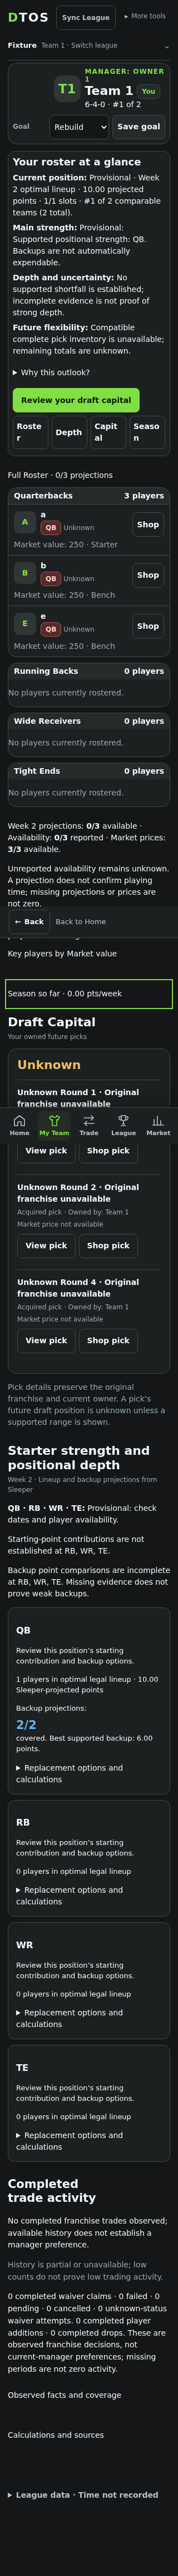 DTOS
Sync League
▸ More tools
Fixture Team 1 · Switch league
MANAGER: OWNER
1
T1
Team 1
You
6-4-0 · #1 of 2
Goal
Rebuild
Save goal
Your roster at a glance
Current position: Provisional · Week
2 optimal lineup · 10.00 projected
points · 1/1 slots · #1 of 2 comparable
teams (2 total).
Main strength: Provisional:
Supported positional strength: QB.
Backups are not automatically
expendable.
Depth and uncertainty: No
supported shortfall is established;
incomplete evidence is not proof of
strong depth.
Future flexibility: Compatible
complete pick inventory is unavailable;
remaining totals are unknown.
▸ Why this outlook?
Review your draft capital
Roste
r
Depth
Capit
al
Seaso
n
Full Roster · 0/3 projections
Quarterbacks
3 players
A
a
QB Unknown
Shop
Market value: 250 · Starter
B
b
QB Unknown
Shop
Market value: 250 · Bench
E
e
QB Unknown
Shop
Market value: 250 · Bench
Running Backs
0 players
No players currently rostered.
Wide Receivers
0 players
No players currently rostered.
Tight Ends
0 players
No players currently rostered.
Week 2 projections: 0/3 available ·
Availability: 0/3 reported · Market prices:
3/3 available.
Unreported availability remains unknown.
A projection does not confirm playing
time; missing projections or prices are
not zero.
← Back
Back to Home
Key players by Market value
Season so far · 0.00 pts/week
Draft Capital
Your owned future picks
Unknown
Unknown Round 1 · Original
franchise unavailable
Home
My Team
Trade
League
Market
View pick
Shop pick
Unknown Round 2 · Original
franchise unavailable
Acquired pick · Owned by: Team 1
Market price not available
View pick
Shop pick
Unknown Round 4 · Original
franchise unavailable
Acquired pick · Owned by: Team 1
Market price not available
View pick
Shop pick
Pick details preserve the original
franchise and current owner. A pick's
future draft position is unknown unless a
supported range is shown.
Starter strength and
positional depth
Week 2 · Lineup and backup projections from
Sleeper
QB · RB · WR · TE: Provisional: check
dates and player availability.
Starting-point contributions are not
established at RB, WR, TE.
Backup point comparisons are incomplete
at RB, WR, TE. Missing evidence does not
prove weak backups.
QB
Review this position's starting
contribution and backup options.
1 players in optimal legal lineup · 10.00
Sleeper-projected points
Backup projections:
2/2
covered. Best supported backup: 6.00
points.
▸ Replacement options and
calculations
RB
Review this position's starting
contribution and backup options.
0 players in optimal legal lineup
▸ Replacement options and
calculations
WR
Review this position's starting
contribution and backup options.
0 players in optimal legal lineup
▸ Replacement options and
calculations
TE
Review this position's starting
contribution and backup options.
0 players in optimal legal lineup
▸ Replacement options and
calculations
Completed
trade activity
No completed franchise trades observed;
available history does not establish a
manager preference.
History is partial or unavailable; low
counts do not prove low trading activity.
0 completed waiver claims · 0 failed · 0
pending · 0 cancelled · 0 unknown-status
waiver attempts. 0 completed player
additions · 0 completed drops. These are
observed franchise decisions, not
current-manager preferences; missing
periods are not zero activity.
Observed facts and coverage
Calculations and sources
▸ League data · Time not recorded